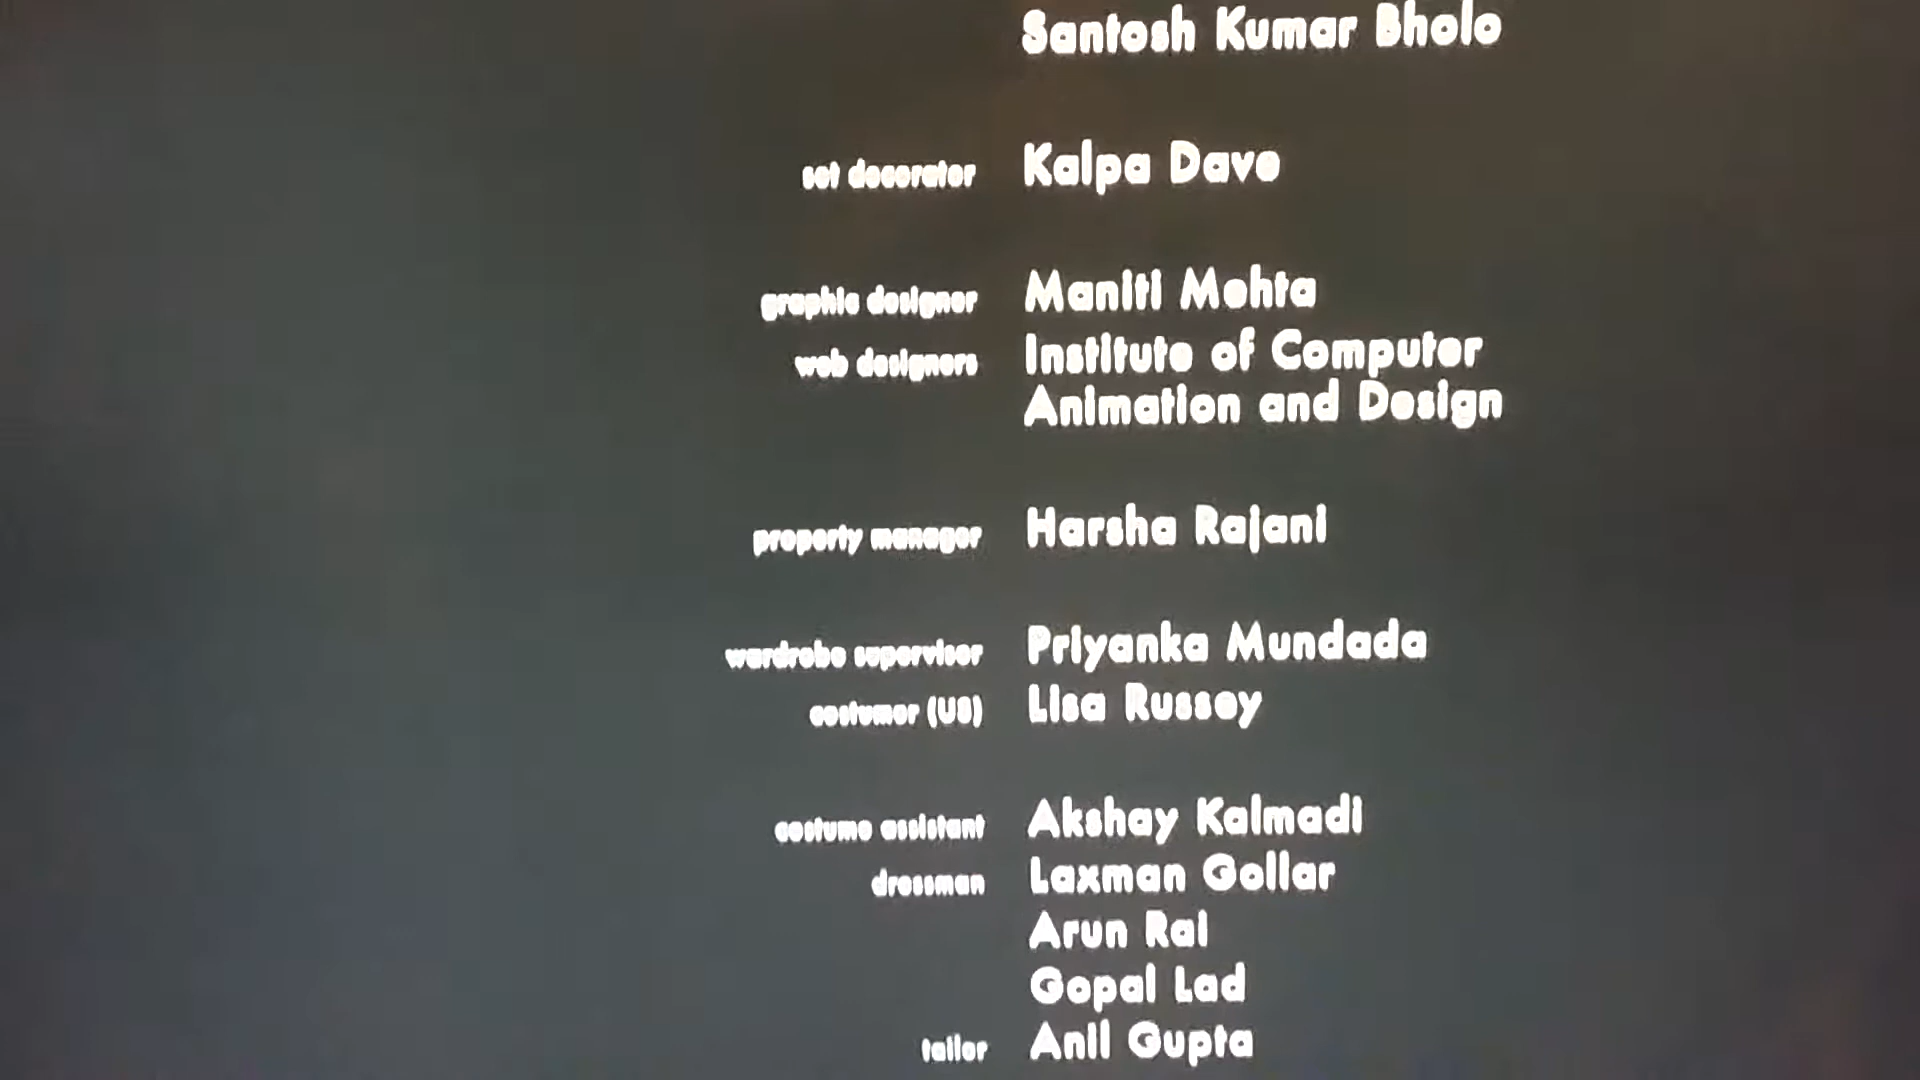 Santosh Kumar Bhole
set decorator Kalpa Dave
graphic designer Maniti Mehta
web designers Institute of Computer
Animation and Design
property manager Harsha Rajani
wardrobe supervisor Priyanka Mundada
costumer (US) Lisa Russey
costume assistant Akshay Kalmadi
dressman Laxman Gollar
Arun Rai
Gopal Lad
tailor Anil Gupta